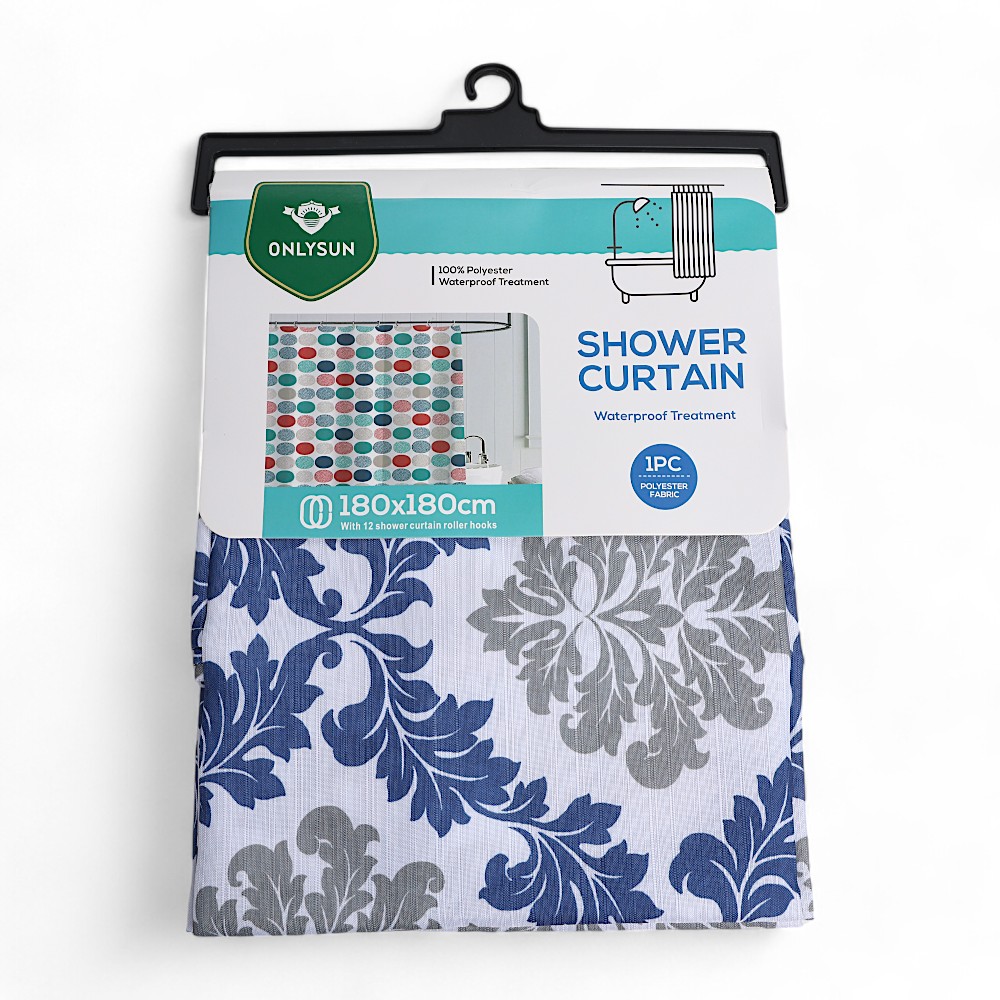 ONLYSUN
100% Polyester
Waterproof Treatment
SHOWER
CURTAIN
Waterproof Treatment
1PC
POLYESTER
FABRIC
180x180cm
With 12 shower curtain roller hooks